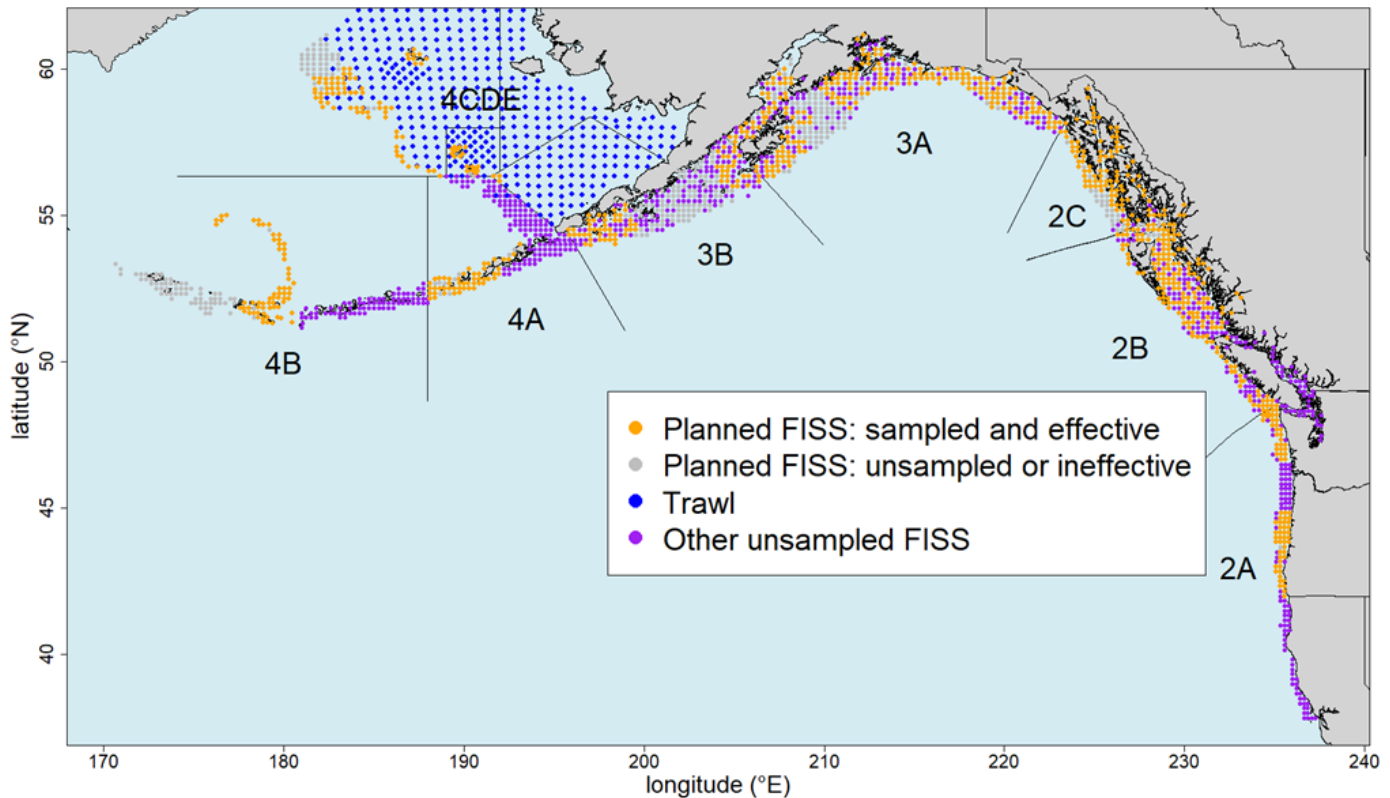 60
55
50
45
40
latitude (°N)
4CDE
3A
2C
3B
4A
2B
4B
Planned FISS: sampled and effective
Planned FISS: unsampled or ineffective
Trawl
Other unsampled FISS
2A
170 180 190 200 210 220 230 240
longitude (°E)